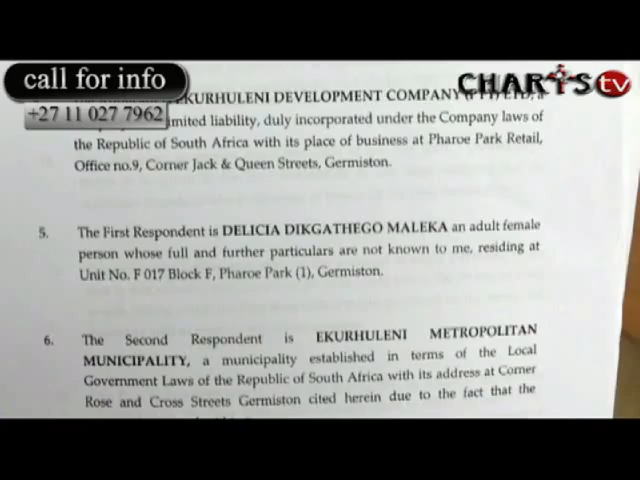 call for info
+27 11 027 7962
CHARIS tv
EKURHULENI DEVELOPMENT COMPANY
limited liability, duly incorporated under the Company laws of
the Republic of South Africa with its place of business at Pharoe Park Retail,
Office no.9, Corner Jack & Queen Streets, Germiston.
5. The First Respondent is DELICIA DIKGATHEGO MALEKA an adult female
person whose full and further particulars are not known to me, residing at
Unit No. F 017 Block F, Pharoe Park (1), Germiston.
6. The Second Respondent is EKURHULENI METROPOLITAN
MUNICIPALITY, a municipality established in terms of the Local
Government Laws of the Republic of South Africa with its address at Corner
Rose and Cross Streets Germiston cited herein due to the fact that the